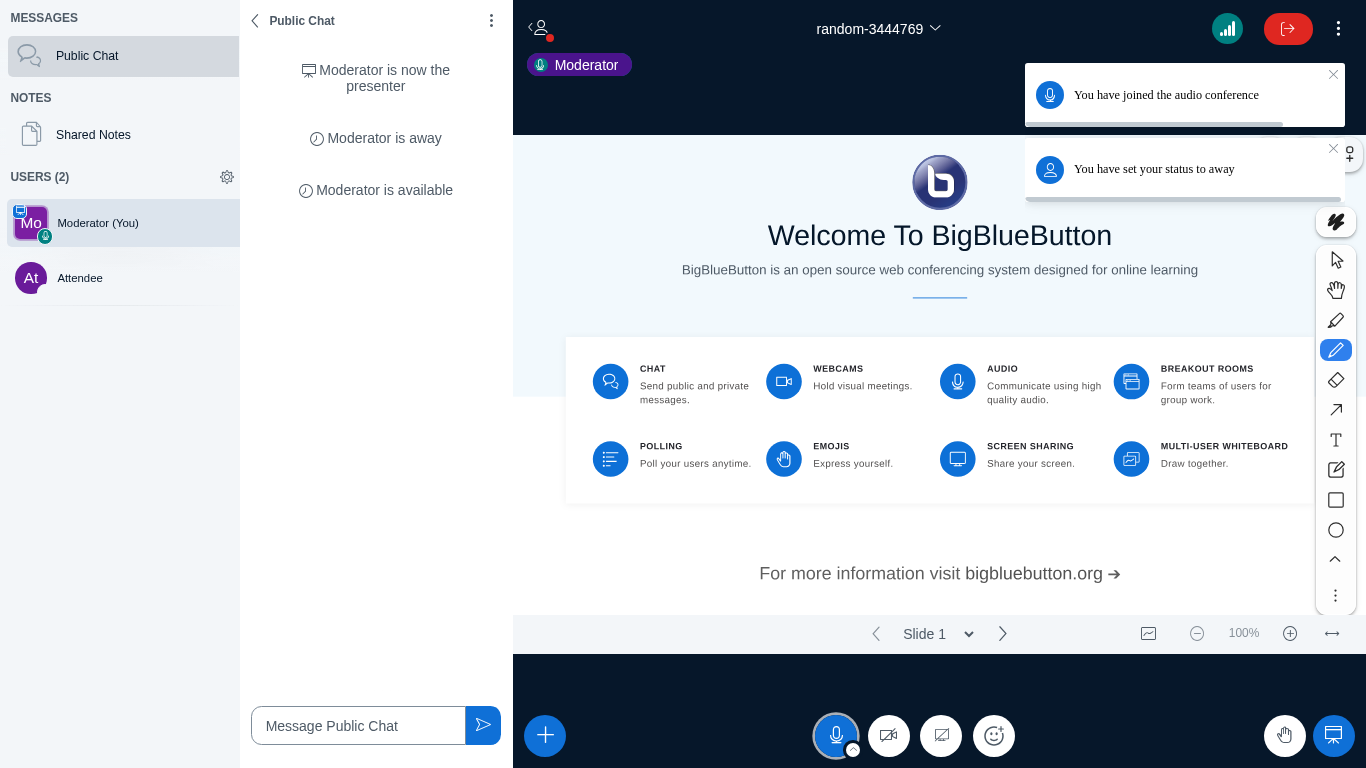 MESSAGES
Public Chat
NOTES
Shared Notes
USERS (2)
Mo
Moderator (You)
At
Attendee
Public Chat
Moderator is now the
presenter
Moderator is away
Moderator is available
Message Public Chat
random-3444769
Moderator
You have joined the audio conference
You have set your status to away
b
Welcome To BigBlueButton
BigBlueButton is an open source web conferencing system designed for online learning
CHAT
Send public and private
messages.
WEBCAMS
Hold visual meetings.
AUDIO
Communicate using high
quality audio.
BREAKOUT ROOMS
Form teams of users for
group work.
POLLING
Poll your users anytime.
EMOJIS
Express yourself.
SCREEN SHARING
Share your screen.
MULTI-USER WHITEBOARD
Draw together.
For more information visit bigbluebutton.org →
T
Slide 1
100%